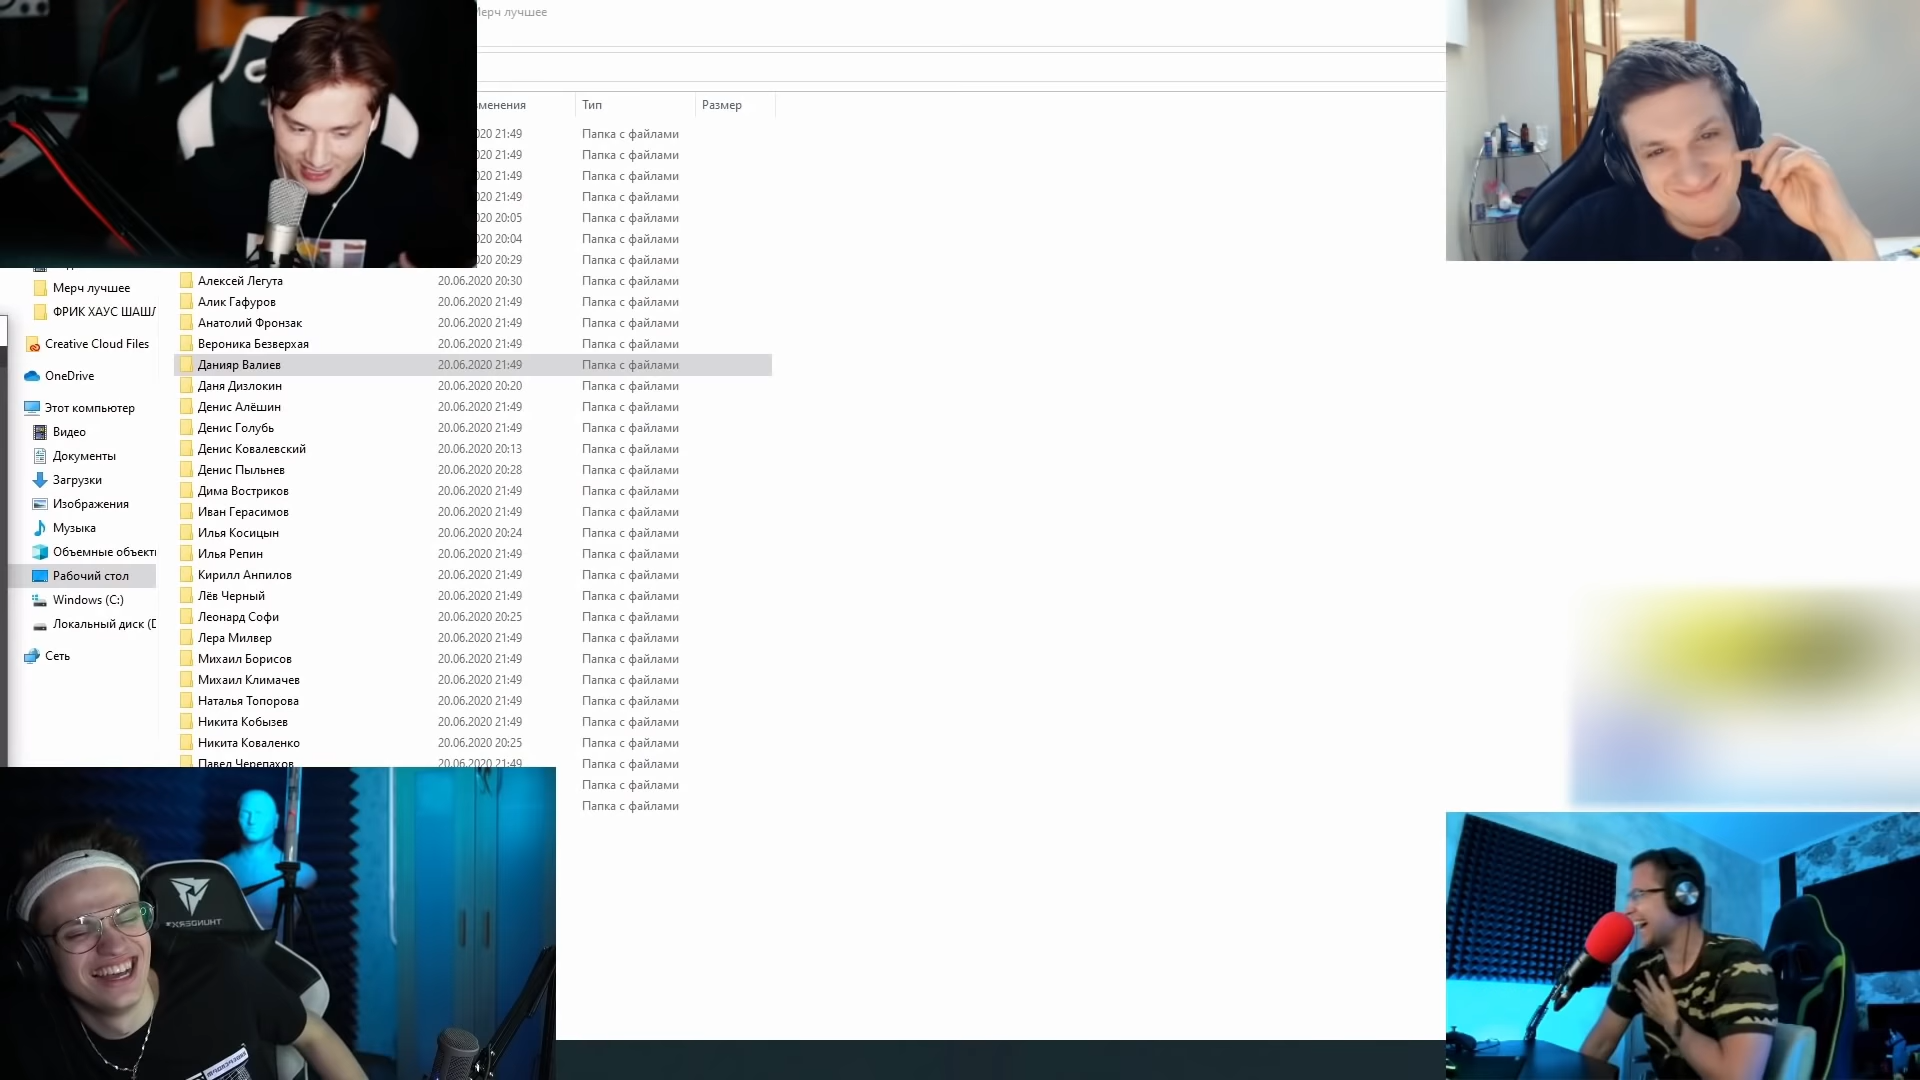 Мерч лучшее
Тип Размер
21:49 Папка с файлами
21:49 Папка с файлами
21:49 Папка с файлами
21:49 Папка с файлами
20:05 Папка с файлами
20:04 Папка с файлами
20:29 Папка с файлами
Алексей Легута 20.06.2020 20:30 Папка с файлами
Алик Гафуров 20.06.2020 21:49 Папка с файлами
Анатолий Фронзак 20.06.2020 21:49 Папка с файлами
Вероника Безверхая 20.06.2020 21:49 Папка с файлами
Данияр Валиев 20.06.2020 21:49 Папка с файлами
Даня Дизлокин 20.06.2020 20:20 Папка с файлами
Денис Алёшин 20.06.2020 21:49 Папка с файлами
Денис Голубь 20.06.2020 21:49 Папка с файлами
Денис Ковалевский 20.06.2020 20:13 Папка с файлами
Денис Пыльнев 20.06.2020 20:28 Папка с файлами
Дима Востриков 20.06.2020 21:49 Папка с файлами
Иван Герасимов 20.06.2020 21:49 Папка с файлами
Илья Косицын 20.06.2020 20:24 Папка с файлами
Илья Репин 20.06.2020 21:49 Папка с файлами
Кирилл Анпилов 20.06.2020 21:49 Папка с файлами
Лёв Черный 20.06.2020 21:49 Папка с файлами
Леонард Софи 20.06.2020 20:25 Папка с файлами
Лера Милвер 20.06.2020 21:49 Папка с файлами
Михаил Борисов 20.06.2020 21:49 Папка с файлами
Михаил Климачев 20.06.2020 21:49 Папка с файлами
Наталья Топорова 20.06.2020 21:49 Папка с файлами
Никита Кобызев 20.06.2020 21:49 Папка с файлами
Никита Коваленко 20.06.2020 20:25 Папка с файлами
Павел Черепахов 20.06.2020 21:49 Папка с файлами
Папка с файлами
Папка с файлами
Мерч лучшее
ФРИК ХАУС ШАШЛ
Creative Cloud Files
OneDrive
Этот компьютер
Видео
Документы
Загрузки
Изображения
Музыка
Объемные объект
Рабочий стол
Windows (C:)
Локальный диск (D
Сеть
THUNDERX3